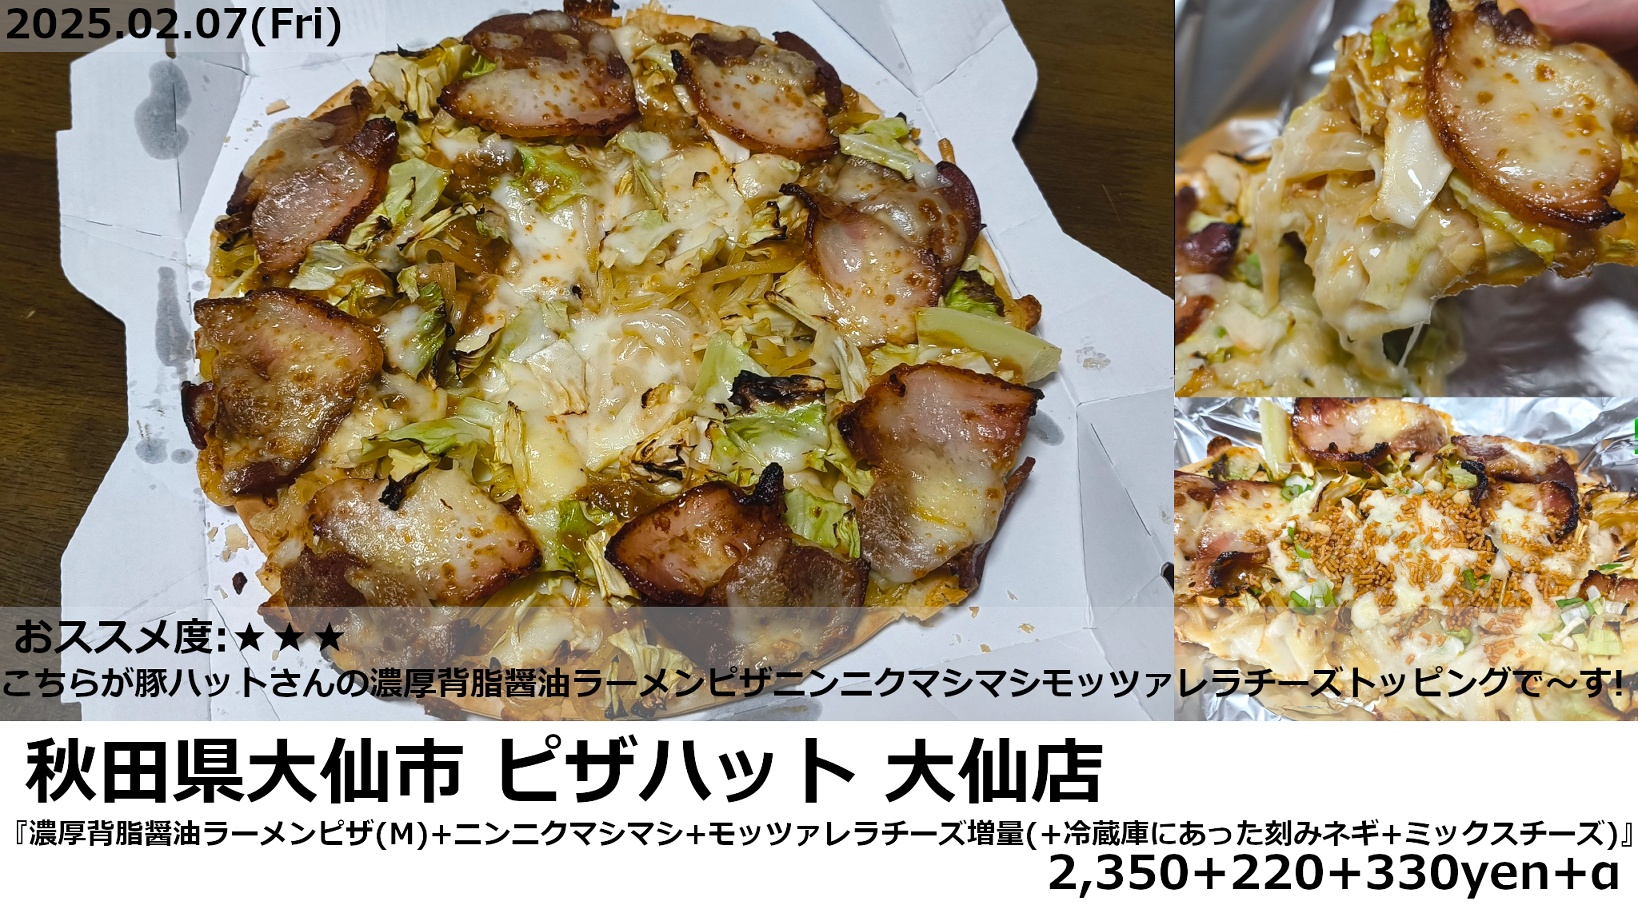 2025.02.07(Fri)
おススメ度:★★★
こちらが豚ハットさんの濃厚背脂醤油ラーメンピザニンニクマシマシモッツァレラチーズトッピングで～す!
秋田県大仙市 ピザハット 大仙店
『濃厚背脂醤油ラーメンピザ(M)+ニンニクマシマシ+モッツァレラチーズ増量(+冷蔵庫にあった刻みネギ+ミックスチーズ)』
2,350+220+330yen+α